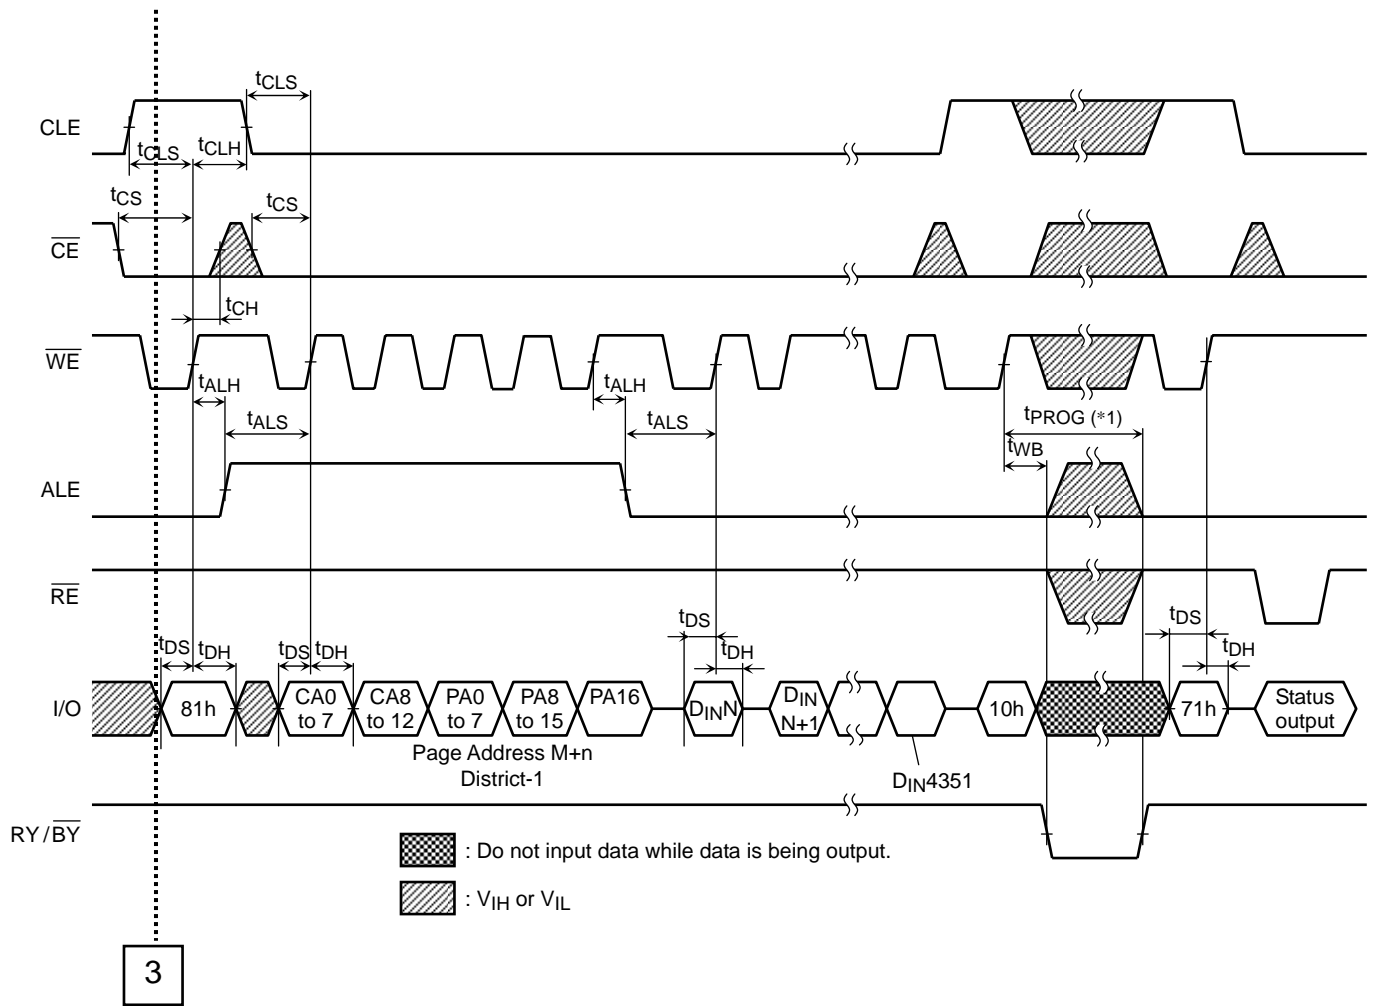 tCLS
CLE
tCLS
tCLH
tCS
tCS
CE
tCH
WE
tALH
tALH
tALS
tALS
tPROG (*1)
tWB
ALE
RE
tDS
tDH
tDS
tDH
tDS
tDH
tDS
tDH
I/O
81h
CA0 to 7
CA8 to 12
PA0 to 7
PA8 to 15
PA16
DINN
DIN N+1
10h
71h
Status output
Page Address M+n
District-1
DIN4351
RY/BY
: Do not input data while data is being output.
: VIH or VIL
3